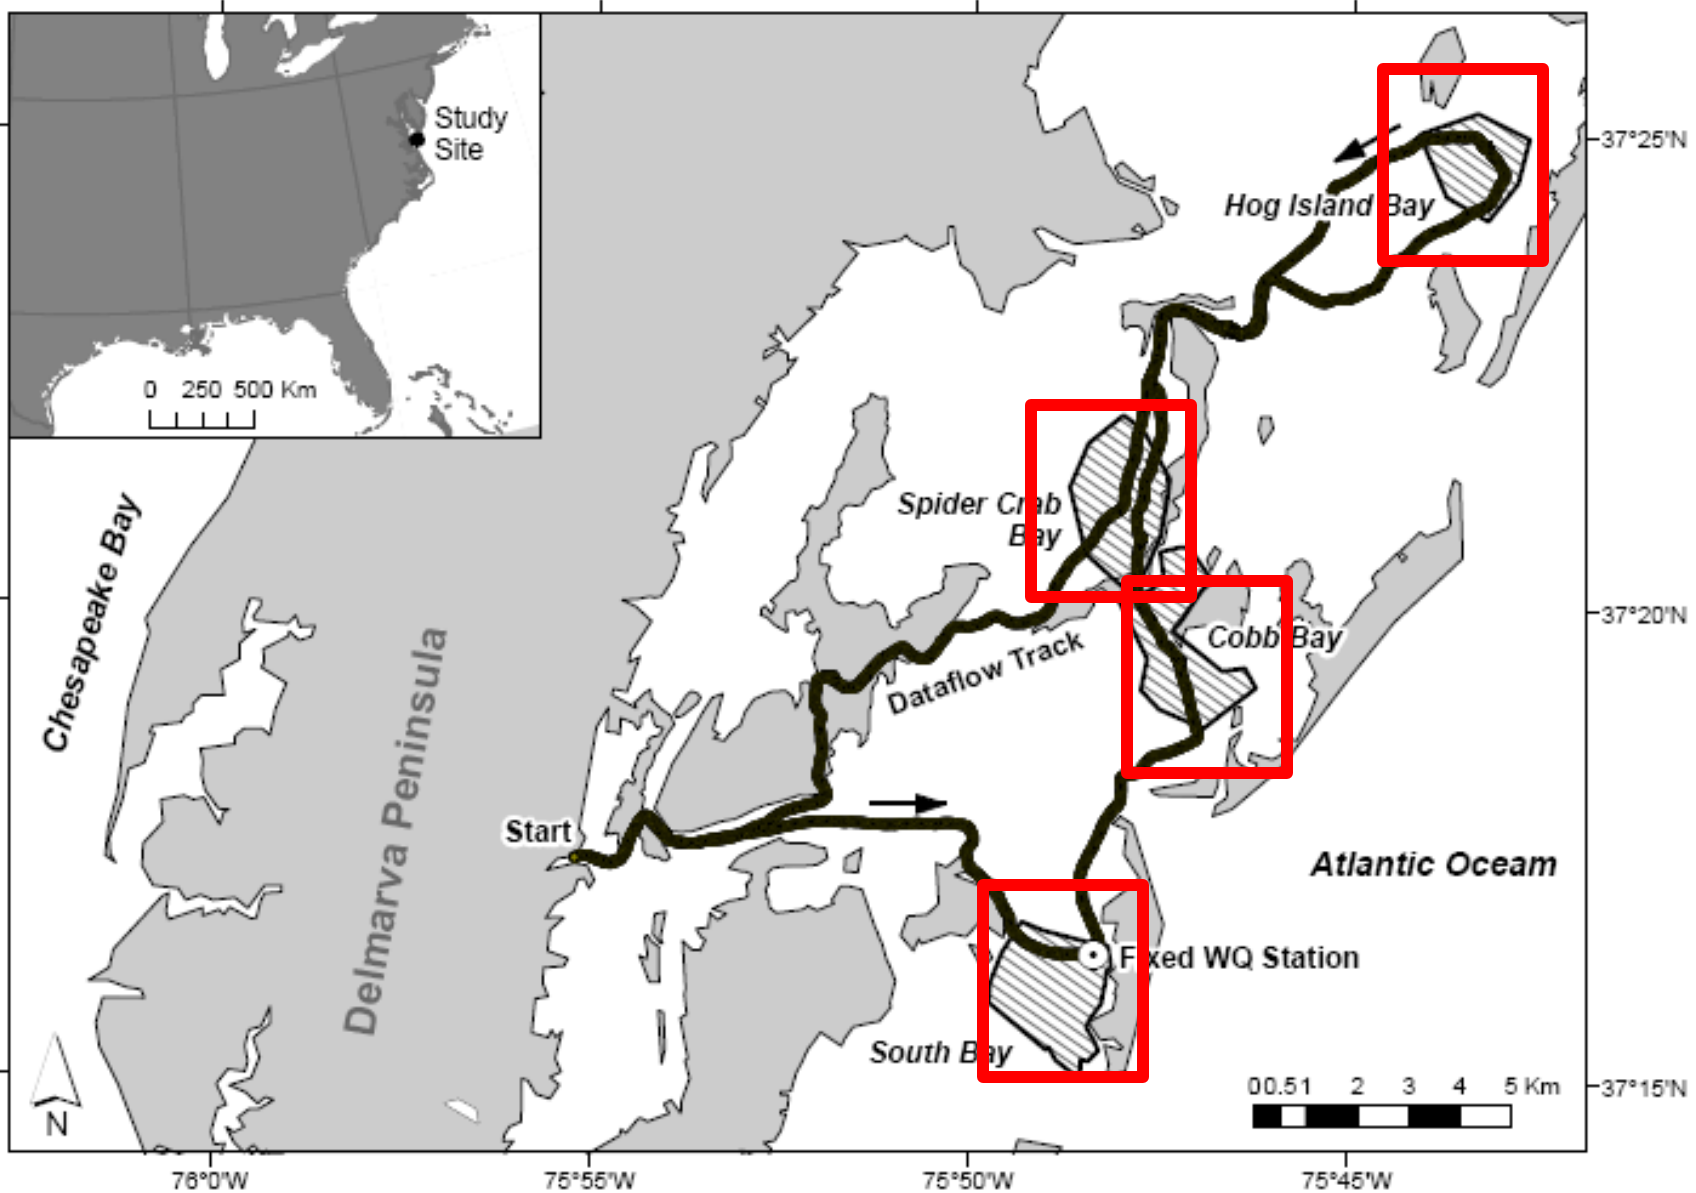 Study
Site
0 250 500 Km
37°25'N
Hog Island Bay
Spider Crab
Bay
Chesapeake Bay
37°20'N
Cobb Bay
Dataflow Track
Delmarva Peninsula
Start
Atlantic Oceam
Fixed WQ Station
South Bay
00.51 2 3 4 5 Km
37°15'N
N
76°0'W 75°55'W 75°50'W 75°45'W